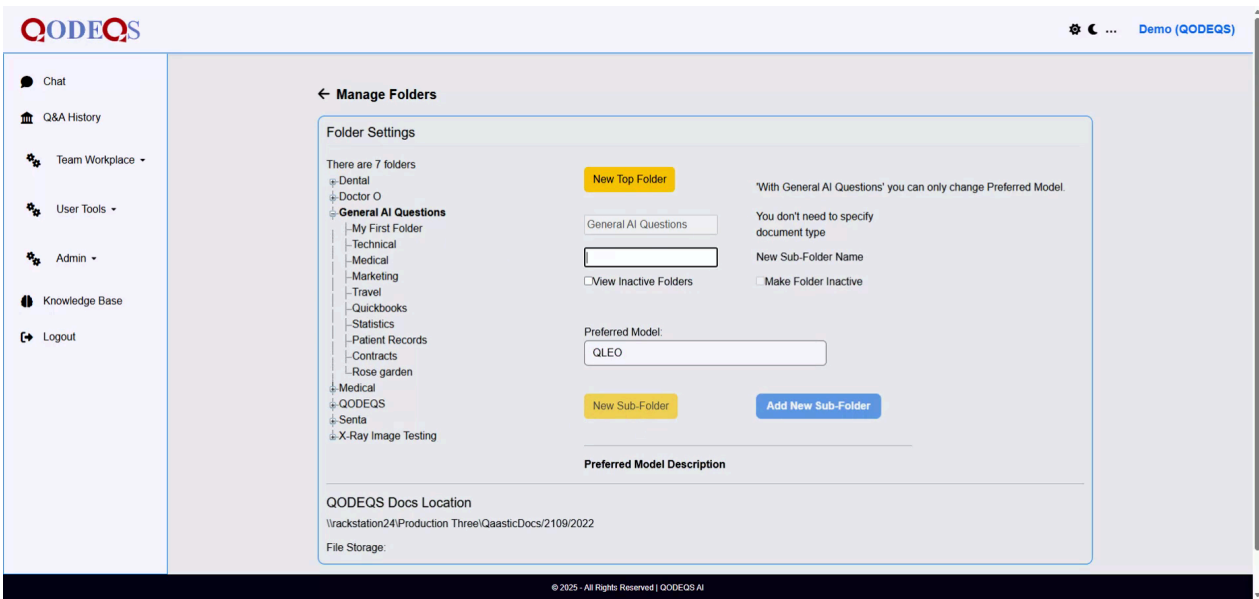 QODEQS
Demo (QODEQS)
Chat
Q&A History
Team Workplace
User Tools
Admin
Knowledge Base
Logout
Manage Folders
Folder Settings
There are 7 folders
Dental
Doctor O
General AI Questions
My First Folder
Technical
Medical
Marketing
Travel
Quickbooks
Statistics
Patient Records
Contracts
Rose garden
Medical
QODEQS
Senta
X-Ray Image Testing
New Top Folder
'With General AI Questions' you can only change Preferred Model.
General AI Questions
You don't need to specify
document type
New Sub-Folder Name
View Inactive Folders
Make Folder Inactive
Preferred Model:
QLEO
New Sub-Folder
Add New Sub-Folder
Preferred Model Description
QODEQS Docs Location
\\rackstation24\Production Three\QaasticDocs/2109/2022
File Storage:
© 2025 - All Rights Reserved | QODEQS AI